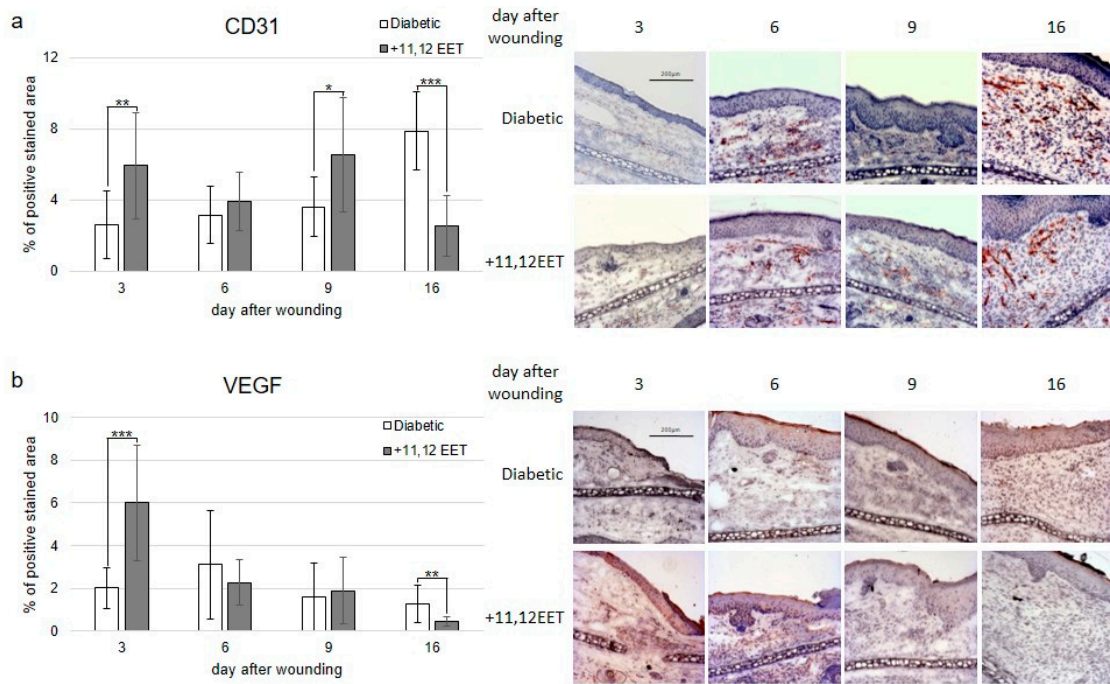 a
CD31
Diabetic
+11,12 EET
12
8
4
0
% of positive stained area
**
*
***
3 6 9 16
day after wounding
day after
wounding
3 6 9 16
200µm
Diabetic
+11,12EET
b
VEGF
Diabetic
+11,12 EET
10
8
6
4
2
0
% of positive stained area
***
**
3 6 9 16
day after wounding
day after
wounding
3 6 9 16
200µm
Diabetic
+11,12EET